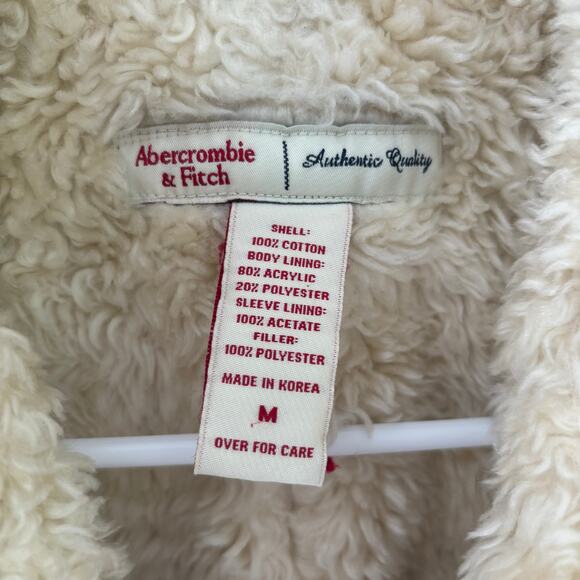 Abercrombie
& Fitch
Authentic Quality
SHELL:
100% COTTON
BODY LINING:
80% ACRYLIC
20% POLYESTER
SLEEVE LINING:
100% ACETATE
FILLER:
100% POLYESTER
MADE IN KOREA
M
OVER FOR CARE